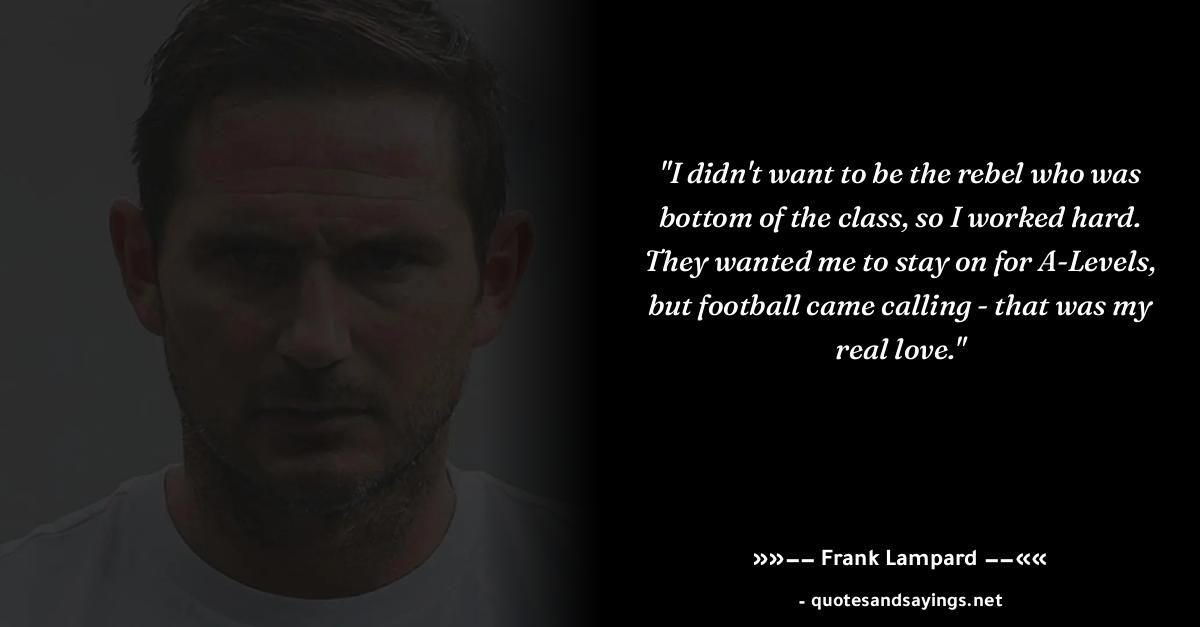 "I didn't want to be the rebel who was
bottom of the class, so I worked hard.
They wanted me to stay on for A-Levels,
but football came calling - that was my
real love."
»»−− Frank Lampard −−««
- quotesandsayings.net